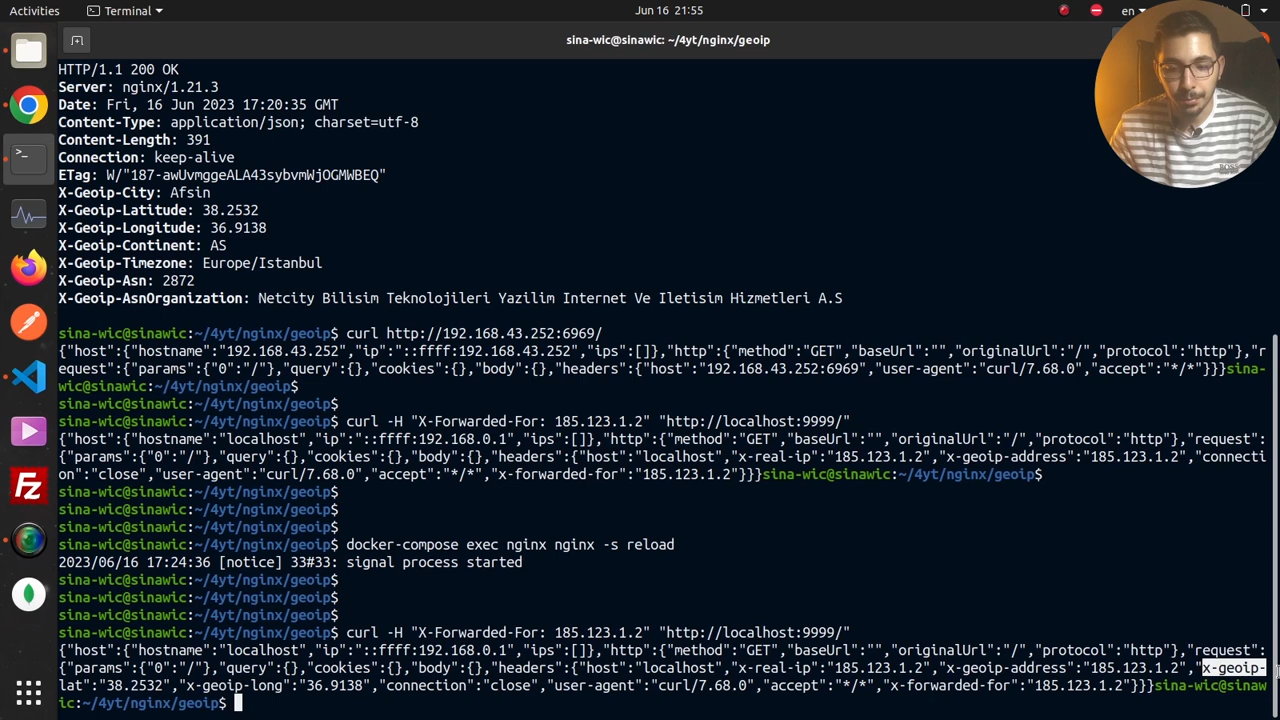 Activities
Terminal
Jun 16 21:55
en
sina-wic@sinawic: ~/4yt/nginx/geoip
HTTP/1.1 200 OK
Server: nginx/1.21.3
Date: Fri, 16 Jun 2023 17:20:35 GMT
Content-Type: application/json; charset=utf-8
Content-Length: 391
Connection: keep-alive
ETag: W/"187-awUvmggeALA43sybvmWjOGMWBEQ"
X-Geoip-City: Afsin
X-Geoip-Latitude: 38.2532
X-Geoip-Longitude: 36.9138
X-Geoip-Continent: AS
X-Geoip-Timezone: Europe/Istanbul
X-Geoip-Asn: 2872
X-Geoip-AsnOrganization: Netcity Bilisim Teknolojileri Yazilim Internet Ve Iletisim Hizmetleri A.S
sina-wic@sinawic:~/4yt/nginx/geoip$ curl http://192.168.43.252:6969/
{"host":{"hostname":"192.168.43.252","ip":"::ffff:192.168.43.252","ips":[]},"http":{"method":"GET","baseUrl":"","originalUrl":"/","protocol":"http"},"r
equest":{"params":{"0":"/"},"query":{},"cookies":{},"body":{},"headers":{"host":"192.168.43.252:6969","user-agent":"curl/7.68.0","accept":"*/*"}}}sina-
wic@sinawic:~/4yt/nginx/geoip$
sina-wic@sinawic:~/4yt/nginx/geoip$
sina-wic@sinawic:~/4yt/nginx/geoip$ curl -H "X-Forwarded-For: 185.123.1.2" "http://localhost:9999/"
{"host":{"hostname":"localhost","ip":"::ffff:192.168.0.1","ips":[]},"http":{"method":"GET","baseUrl":"","originalUrl":"/","protocol":"http"},"request":
{"params":{"0":"/"},"query":{},"cookies":{},"body":{},"headers":{"host":"localhost","x-real-ip":"185.123.1.2","x-geoip-address":"185.123.1.2","connecti
on":"close","user-agent":"curl/7.68.0","accept":"*/*","x-forwarded-for":"185.123.1.2"}}}sina-wic@sinawic:~/4yt/nginx/geoip$
sina-wic@sinawic:~/4yt/nginx/geoip$
sina-wic@sinawic:~/4yt/nginx/geoip$
sina-wic@sinawic:~/4yt/nginx/geoip$
sina-wic@sinawic:~/4yt/nginx/geoip$ docker-compose exec nginx nginx -s reload
2023/06/16 17:24:36 [notice] 33#33: signal process started
sina-wic@sinawic:~/4yt/nginx/geoip$
sina-wic@sinawic:~/4yt/nginx/geoip$
sina-wic@sinawic:~/4yt/nginx/geoip$
sina-wic@sinawic:~/4yt/nginx/geoip$ curl -H "X-Forwarded-For: 185.123.1.2" "http://localhost:9999/"
{"host":{"hostname":"localhost","ip":"::ffff:192.168.0.1","ips":[]},"http":{"method":"GET","baseUrl":"","originalUrl":"/","protocol":"http"},"request":
{"params":{"0":"/"},"query":{},"cookies":{},"body":{},"headers":{"host":"localhost","x-real-ip":"185.123.1.2","x-geoip-address":"185.123.1.2","x-geoip-
lat":"38.2532","x-geoip-long":"36.9138","connection":"close","user-agent":"curl/7.68.0","accept":"*/*","x-forwarded-for":"185.123.1.2"}}}sina-wic@sinaw
ic:~/4yt/nginx/geoip$
BOSS
Fz